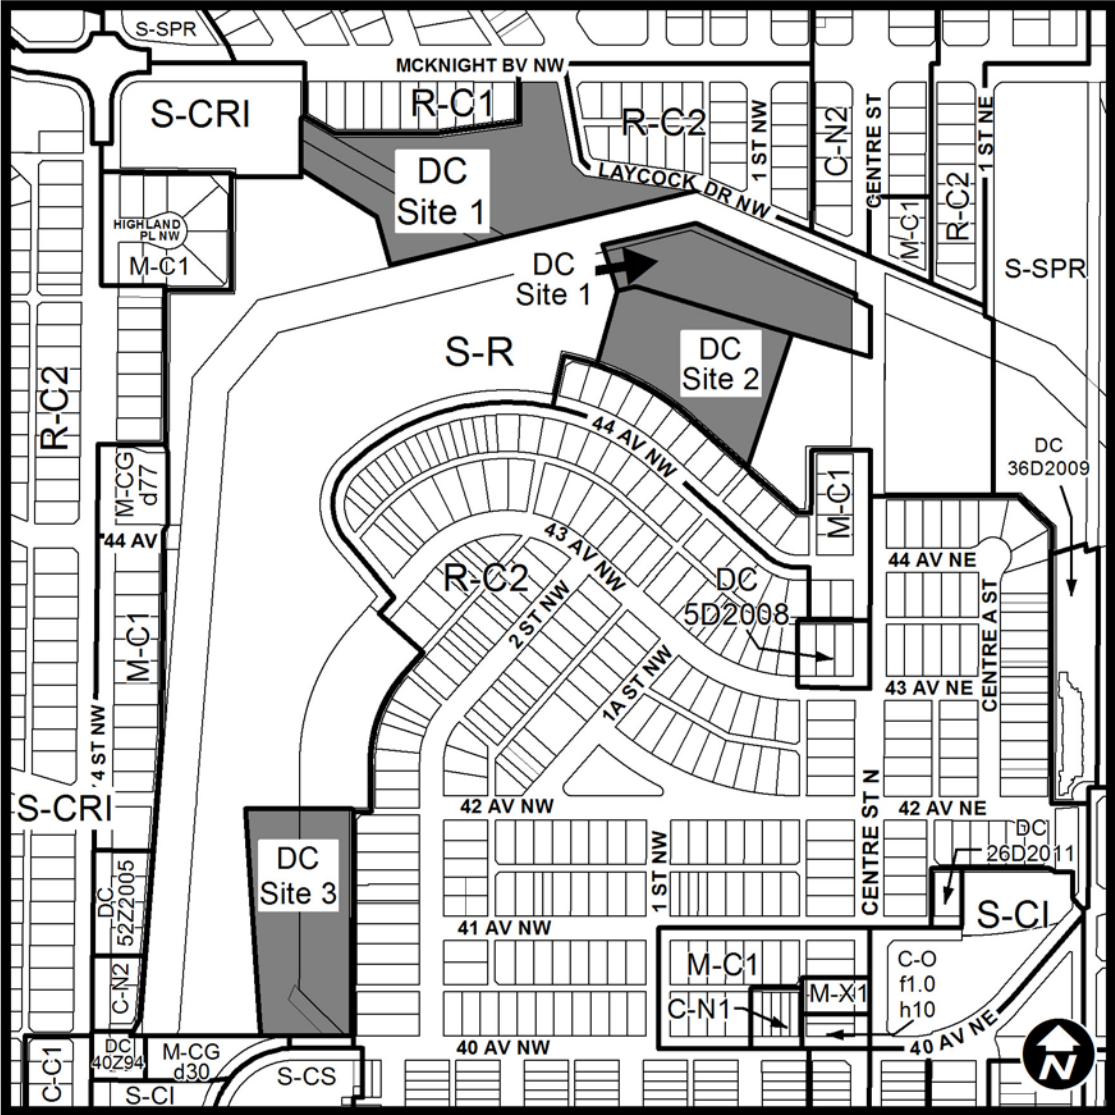 S-SPR
MCKNIGHT BV NW
S-CRI
R-C1
R-C2
1 ST NW
C-N2
CENTRE ST
1 ST NE
DC
Site 1
LAYCOCK DR NW
M-C1
R-C2
HIGHLAND
PL NW
M-C1
S-SPR
DC
Site 1
S-R
DC
Site 2
R-C2
44 AV NW
DC
36D2009
M-CG
d77
M-C1
44 AV
43 AV NW
44 AV NE
R-C2
DC
5D2008
2 ST NW
CENTRE A ST
M-C1
1A ST NW
43 AV NE
4 ST NW
S-CRI
42 AV NW
CENTRE ST N
42 AV NE
DC
26D2011
DC
Site 3
1 ST NW
DC
52Z2005
41 AV NW
S-CI
M-C1
C-O
f1.0
h10
C-N2
C-N1
M-X1
40 AV NE
DC
40Z94
M-CG
d30
40 AV NW
C-C1
S-CS
S-CI
N